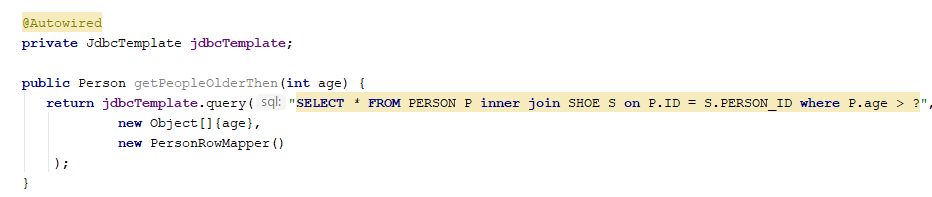 @Autowired
private JdbcTemplate jdbcTemplate;
public Person getPeopleOlderThen(int age) {
return jdbcTemplate.query( sql: "SELECT * FROM PERSON P inner join SHOE S on P.ID = S.PERSON_ID where P.age > ?",
new Object[]{age},
new PersonRowMapper()
);
}